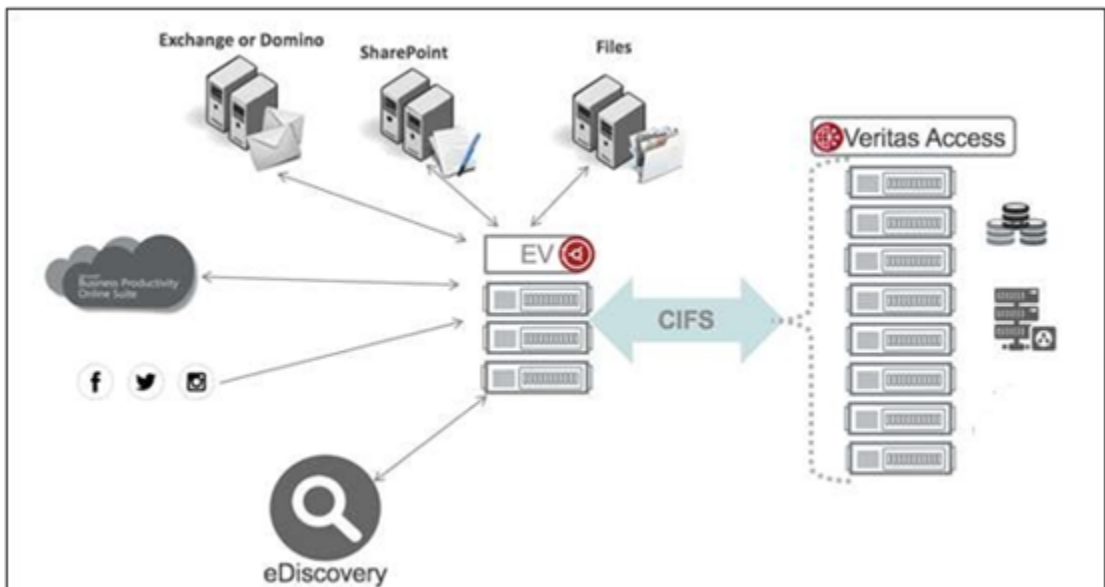 Exchange or Domino
SharePoint
Files
Veritas Access
EV
Business Productivity
Online Suite
CIFS
eDiscovery